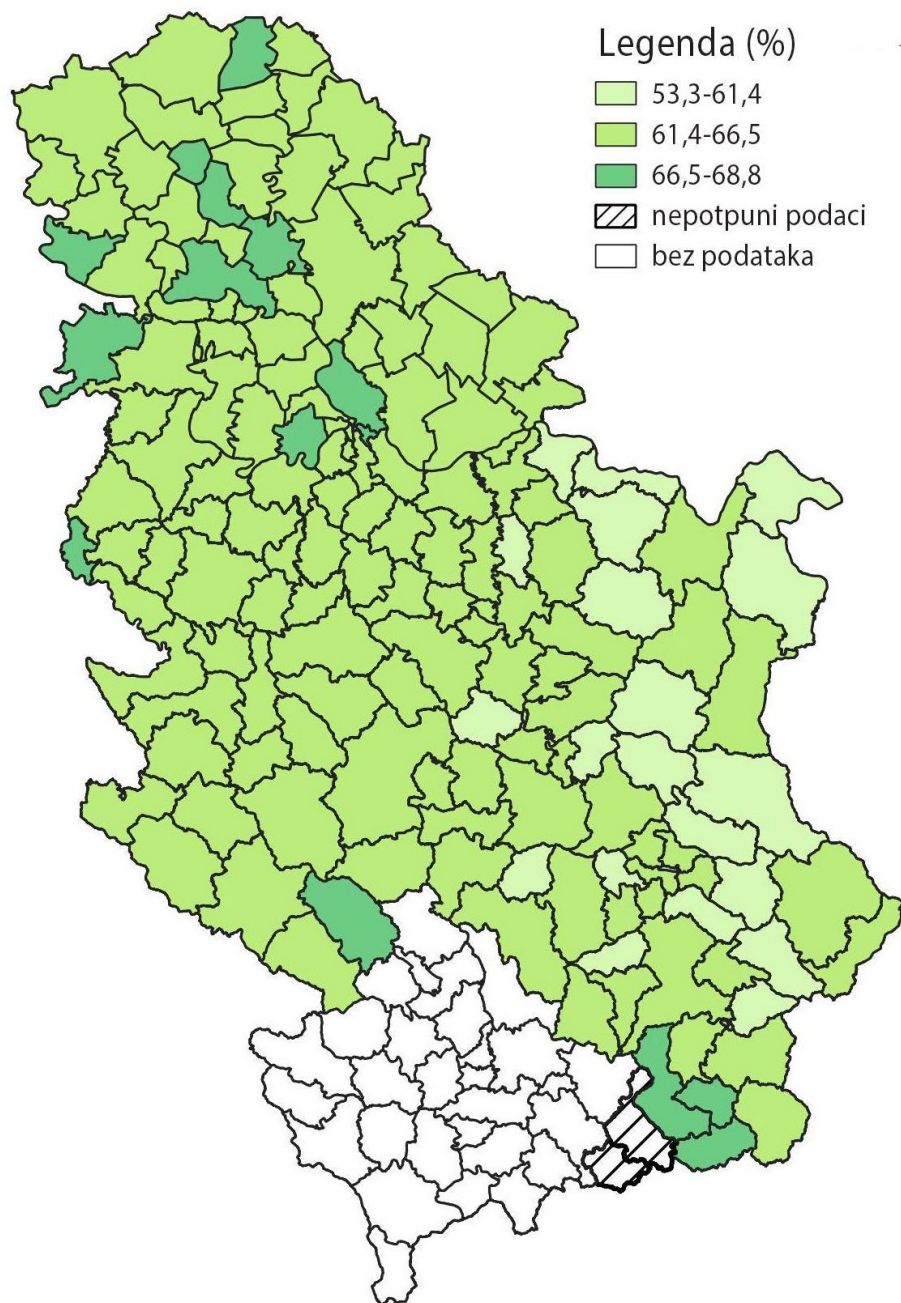 Legenda (%)
53,3-61,4
61,4-66,5
66,5-68,8
nepotpuni podaci
bez podataka